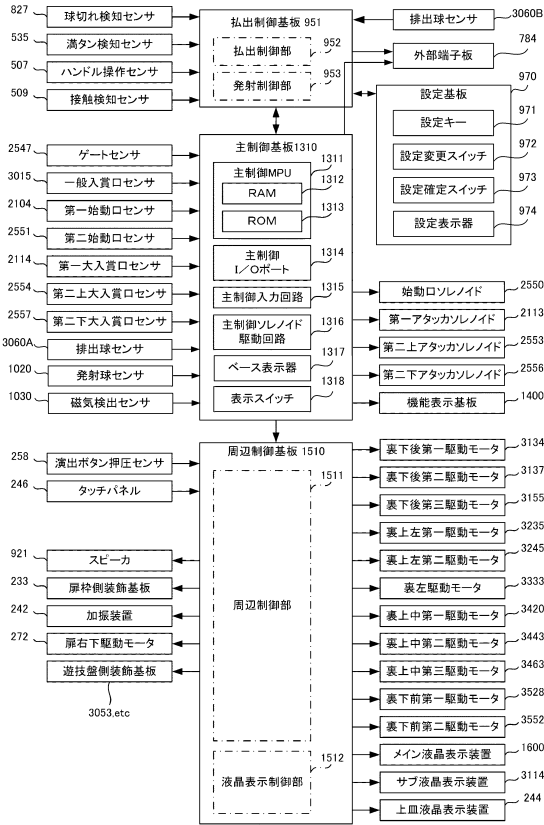 827
球切れ検知センサ
535
満タン検知センサ
507
ハンドル操作センサ
509
接触検知センサ
払出制御基板 951
払出制御部
952
発射制御部
953
排出球センサ
3060B
外部端子板
784
設定基板
970
設定キー
971
設定変更スイッチ
972
設定確定スイッチ
973
設定表示器
974
2547
ゲートセンサ
3015
一般入賞口センサ
2104
第一始動口センサ
2551
第二始動口センサ
2114
第一大入賞口センサ
2554
第二上大入賞口センサ
2557
第二下大入賞口センサ
3060A
排出球センサ
1020
発射球センサ
1030
磁気検出センサ
主制御基板1310
主制御MPU
1311
RAM
1312
ROM
1313
主制御
I/Oポート
1314
主制御入力回路
1315
主制御ソレノイド
駆動回路
1316
ベース表示器
1317
表示スイッチ
1318
始動口ソレノイド
2550
第一アタッカソレノイド
2113
第二上アタッカソレノイド
2553
第二下アタッカソレノイド
2556
機能表示基板
1400
258
演出ボタン押圧センサ
246
タッチパネル
921
スピーカ
233
扉枠側装飾基板
242
加振装置
272
扉右下駆動モータ
遊技盤側装飾基板
3053,etc
周辺制御基板 1510
1511
周辺制御部
1512
液晶表示制御部
裏下後第一駆動モータ
3134
裏下後第二駆動モータ
3137
裏下後第三駆動モータ
3155
裏上左第一駆動モータ
3235
裏上左第二駆動モータ
3245
裏左駆動モータ
3333
裏上中第一駆動モータ
3420
裏上中第二駆動モータ
3443
裏上中第三駆動モータ
3463
裏下前第一駆動モータ
3528
裏下前第二駆動モータ
3552
メイン液晶表示装置
1600
サブ液晶表示装置
3114
上皿液晶表示装置
244